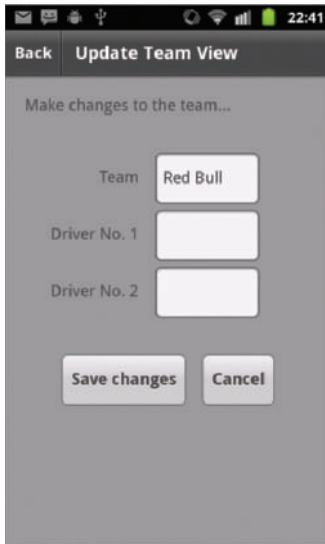 22:41
Back Update Team View
Make changes to the team...
Team Red Bull
Driver No. 1
Driver No. 2
Save changes Cancel